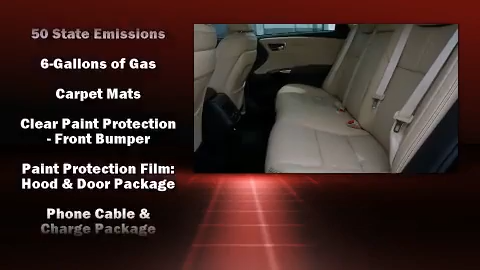 50 State Emissions
6-Gallons of Gas
Carpet Mats
Clear Paint Protection
- Front Bumper
Paint Protection Film:
Hood & Door Package
Phone Cable &
Charge Package